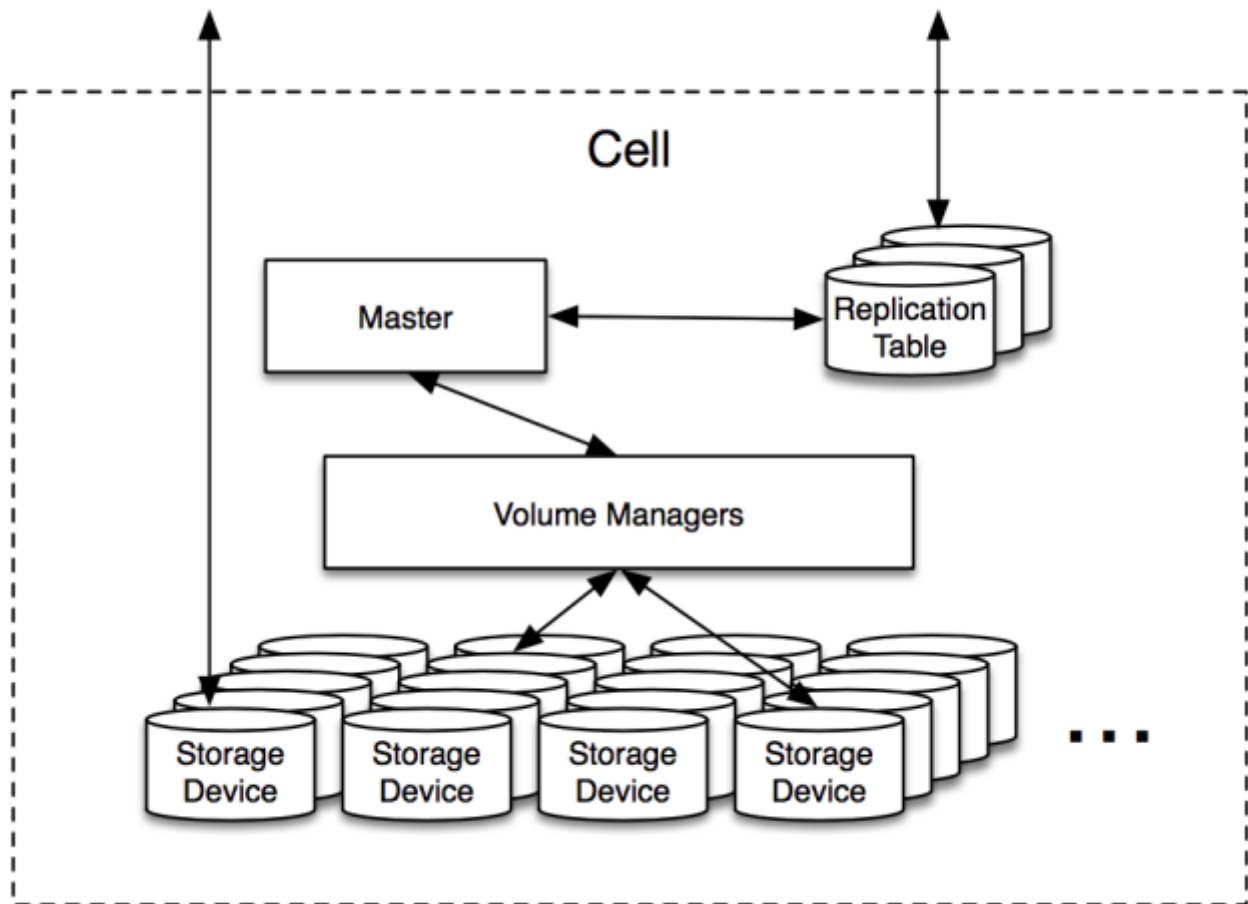 Cell
Master
Replication
Table
Volume Managers
Storage
Device
Storage
Device
Storage
Device
Storage
Device
...